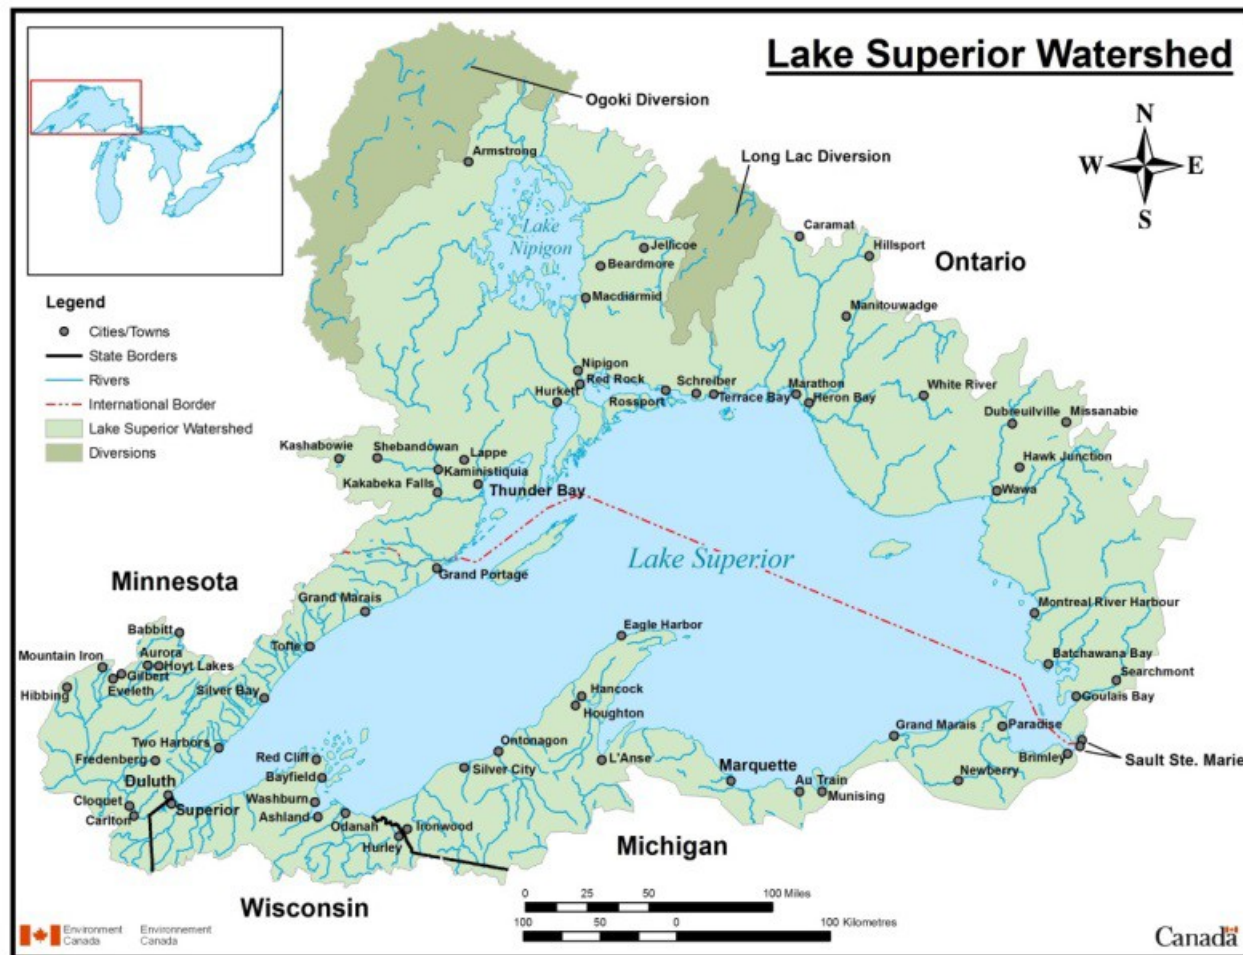 Lake Superior Watershed
Ogoki Diversion
Long Lac Diversion
N
W
E
S
Armstrong
Lake
Nipigon
Caramat
Hillsport
Jellicoe
Beardmore
Ontario
Macdiarmid
Manitouwadge
Legend
Cities/Towns
State Borders
Rivers
International Border
Lake Superior Watershed
Diversions
Nipigon
Red Rock
Hurkett
Rossport
Schreiber
Terrace Bay
Marathon
Heron Bay
White River
Dubreuilville
Missanabie
Hawk Junction
Wawa
Kashabowie
Shebandowan
Lappe
Kaministiquia
Kakabeka Falls
Thunder Bay
Lake Superior
Grand Portage
Minnesota
Grand Marais
Montreal River Harbour
Babbitt
Eagle Harbor
Tofte
Aurora
Mountain Iron
Hoyt Lakes
Gilbert
Eveleth
Hibbing
Silver Bay
Batchawana Bay
Searchmont
Goulais Bay
Hancock
Houghton
Grand Marais
Paradise
Two Harbors
Fredenberg
Red Cliff
Ontonagon
L'Anse
Brimley
Sault Ste. Marie
Bayfield
Silver City
Marquette
Au Train
Newberry
Munising
Duluth
Cloquet
Superior
Carlton
Washburn
Ashland
Odanah
Ironwood
Hurley
Michigan
Wisconsin
0 25 50 100 Miles
100 50 0 100 Kilometres
Environment
Canada
Environnement
Canada
Canada